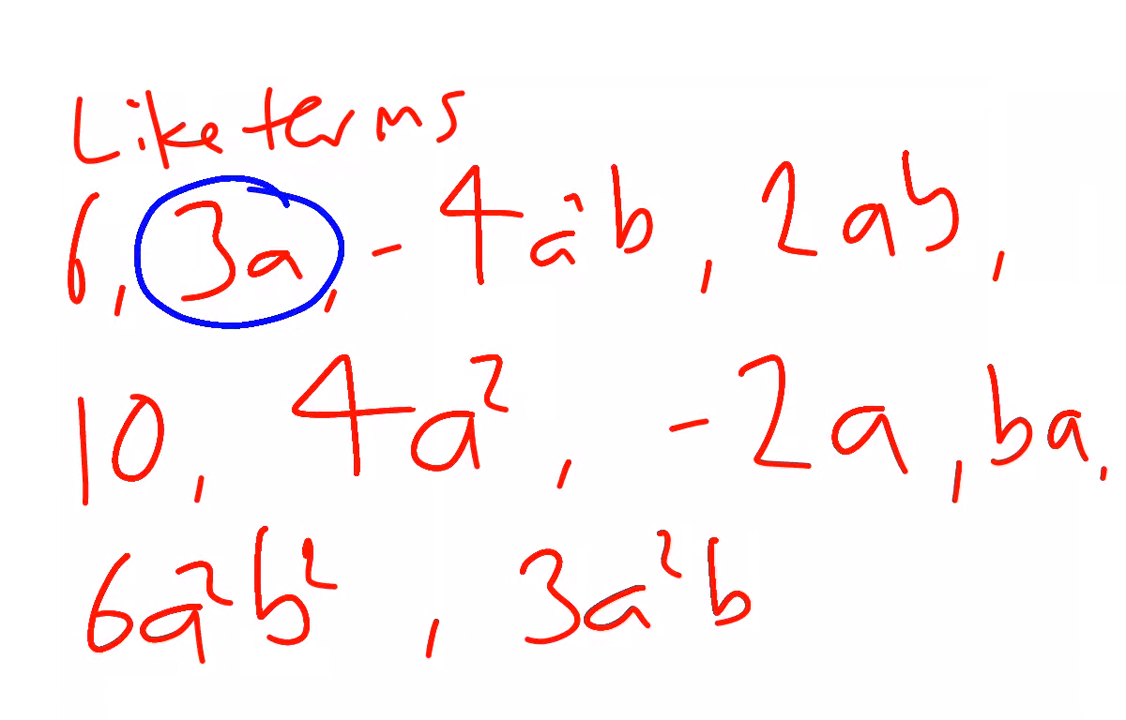 Like terms
6, 3a, -4a²b, 2ab,
10, 4a², -2a, ba,
6a²b², 3a²b